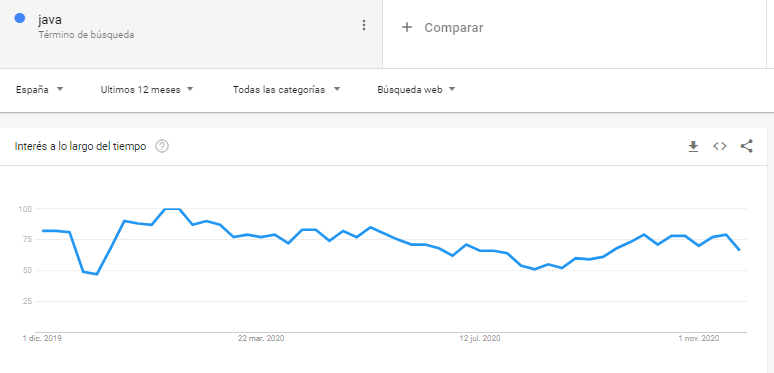 java
Término de búsqueda
+ Comparar
España
Ultimos 12 meses
Todas las categorías
Búsqueda web
Interés a lo largo del tiempo ?
100
75
50
25
1 dic. 2019
22 mar. 2020
12 jul. 2020
1 nov. 2020